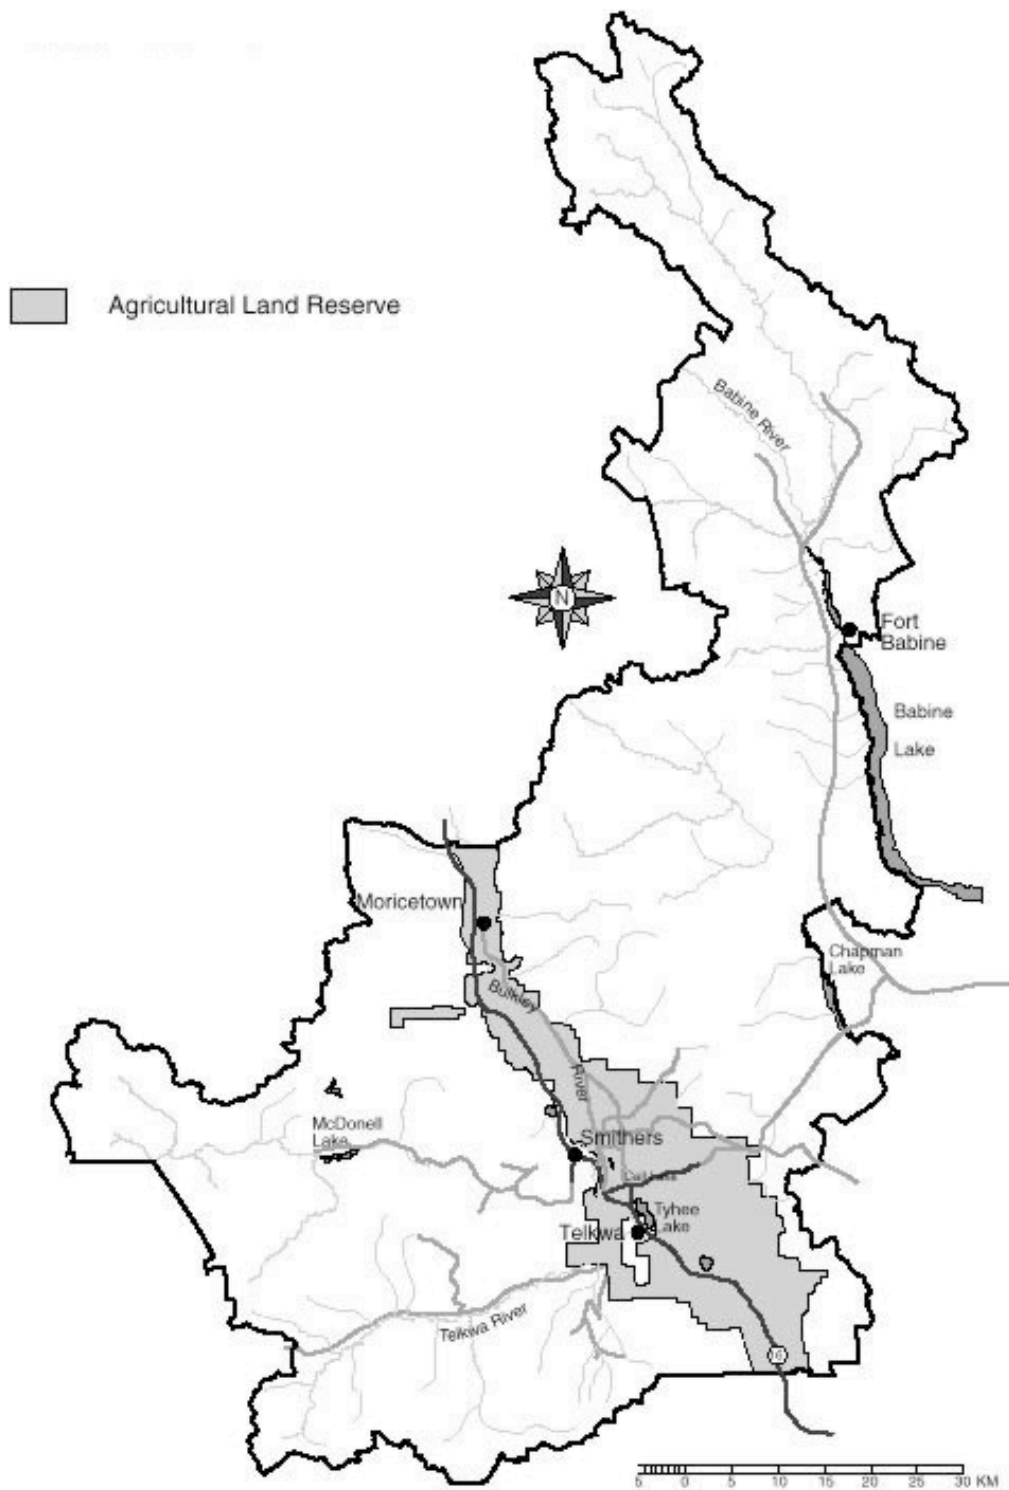 Agricultural Land Reserve
Babine River
N
Fort
Babine
Babine
Lake
Moricetown
Chapman
Lake
Bulkley
River
McDonell
Lake
Smithers
Tyhee
Lake
Telkwa
Telkwa River
16
5 0 5 10 15 20 25 30 KM